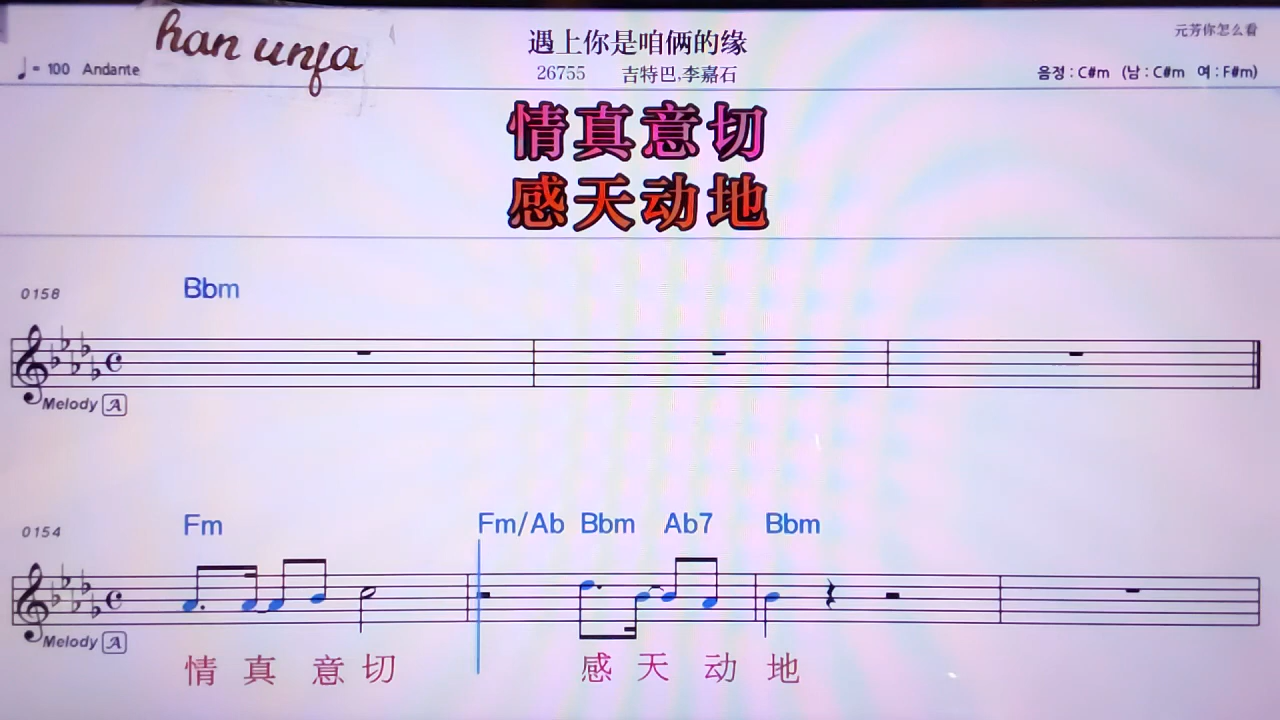 han unfa
遇上你是咱俩的缘
元芳你怎么看
♩= 100 Andante
26755 吉特巴,李嘉石
음정 : C#m (남 : C#m 여 : F#m)
情真意切
感天动地
0158
Bbm
Melody A
0154
Fm Fm/Ab Bbm Ab7 Bbm
Melody A
情 真 意 切 感 天 动 地